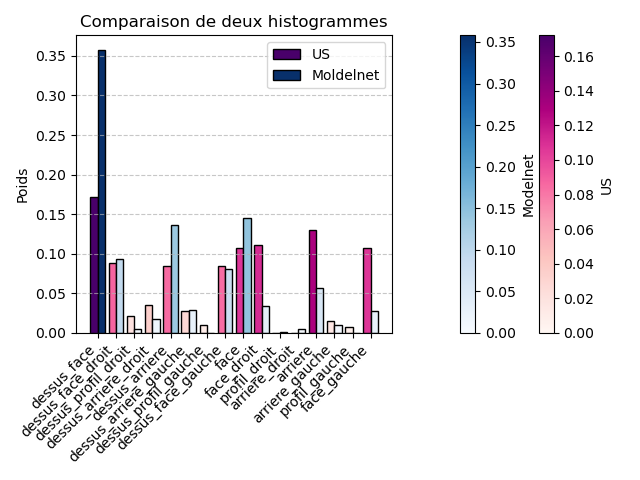 Comparaison de deux histogrammes
US
Moldelnet
Poids
0.35
0.30
0.25
0.20
0.15
0.10
0.05
0.00
dessus_face
dessus_face_droit
dessus_profil_droit
dessus_arriere_droit
dessus_arriere
dessus_arriere_gauche
dessus_profil_gauche
dessus_face_gauche
face
face_droit
profil_droit
arriere_droit
arriere
arriere_gauche
profil_gauche
face_gauche
0.35
0.30
0.25
0.20
0.15
0.10
0.05
0.00
Modelnet
0.16
0.14
0.12
0.10
0.08
0.06
0.04
0.02
0.00
US